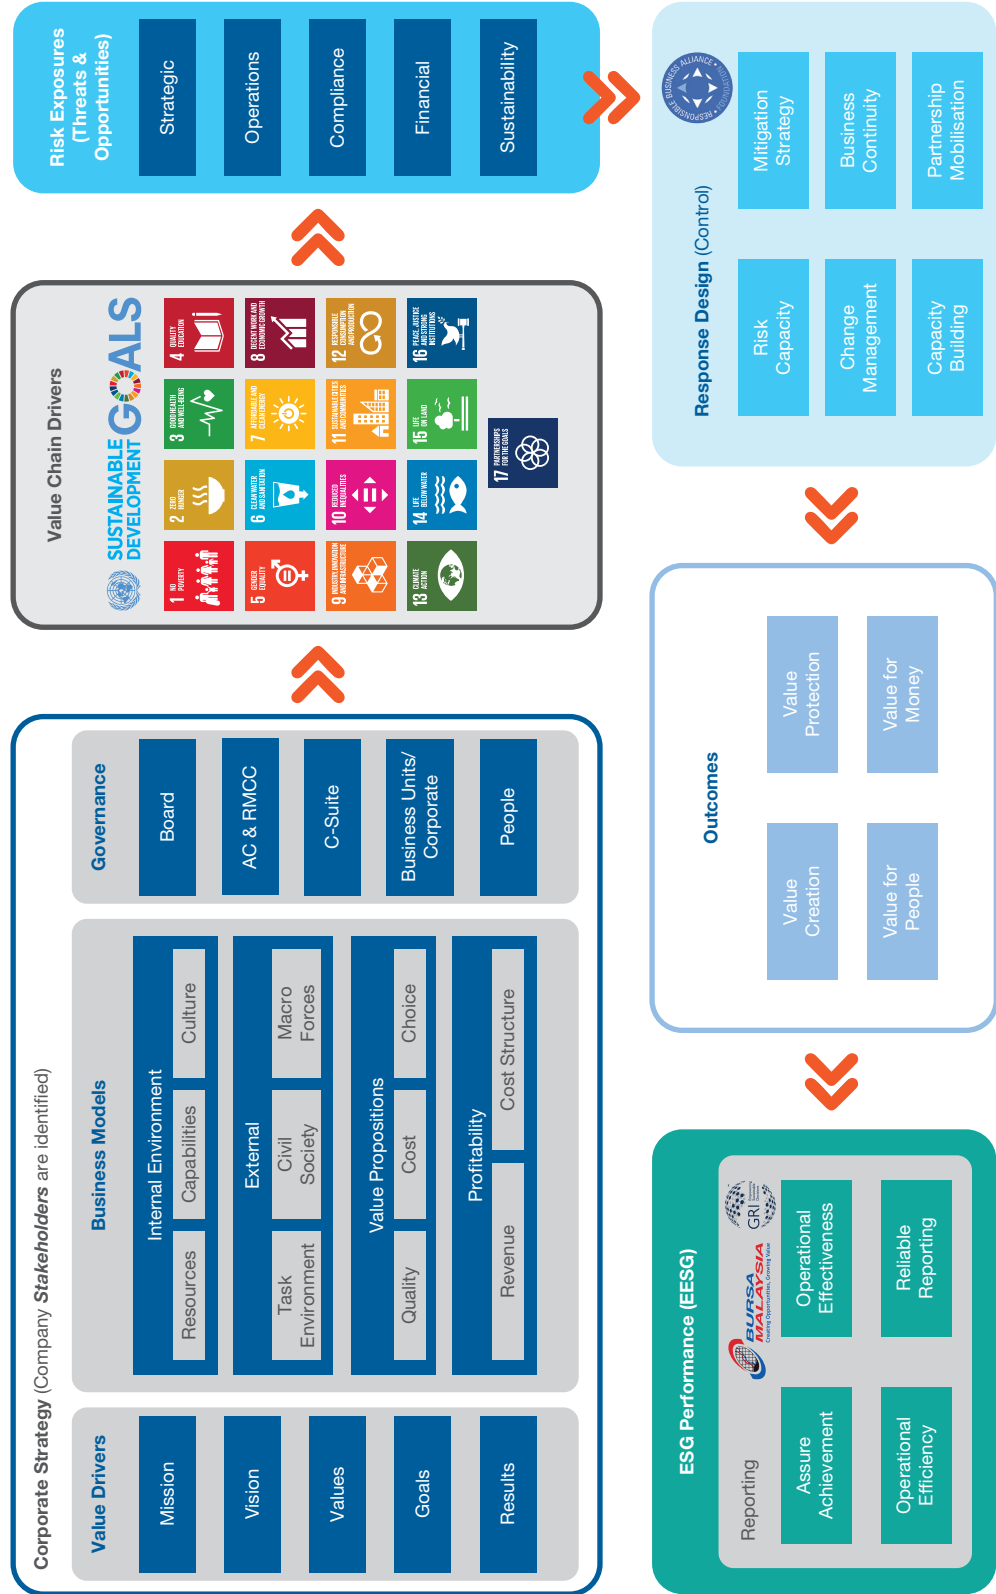 Corporate Strategy (Company Stakeholders are identified)
Value Drivers
Mission
Vision
Values
Goals
Results
Business Models
Internal Environment
Resources
Capabilities
Culture
External
Task
Environment
Civil
Society
Macro
Forces
Value Propositions
Quality
Cost
Choice
Profitability
Revenue
Cost Structure
Governance
Board
AC & RMCC
C-Suite
Business Units/
Corporate
People
Value Chain Drivers
SUSTAINABLE
DEVELOPMENT
GOALS
1 NO
POVERTY
2 ZERO
HUNGER
3 GOOD HEALTH
AND WELL-BEING
4 QUALITY
EDUCATION
5 GENDER
EQUALITY
6 CLEAN WATER
AND SANITATION
7 AFFORDABLE AND
CLEAN ENERGY
8 DECENT WORK AND
ECONOMIC GROWTH
9 INDUSTRY, INNOVATION
AND INFRASTRUCTURE
10 REDUCED
INEQUALITIES
11 SUSTAINABLE CITIES
AND COMMUNITIES
12 RESPONSIBLE
CONSUMPTION
AND PRODUCTION
13 CLIMATE
ACTION
14 LIFE
BELOW WATER
15 LIFE
ON LAND
16 PEACE, JUSTICE
AND STRONG
INSTITUTIONS
17 PARTNERSHIPS
FOR THE GOALS
Risk Exposures
(Threats &
Opportunities)
Strategic
Operations
Compliance
Financial
Sustainability
Response Design (Control)
RESPONSIBLE BUSINESS ALLIANCE • FOUNDATION •
Risk
Capacity
Mitigation
Strategy
Change
Management
Business
Continuity
Capacity
Building
Partnership
Mobilisation
Outcomes
Value
Creation
Value
Protection
Value for
People
Value for
Money
ESG Performance (EESG)
Reporting
BURSA
MALAYSIA
Creating Opportunities, Growing Value
GRI
Assure
Achievement
Operational
Effectiveness
Operational
Efficiency
Reliable
Reporting